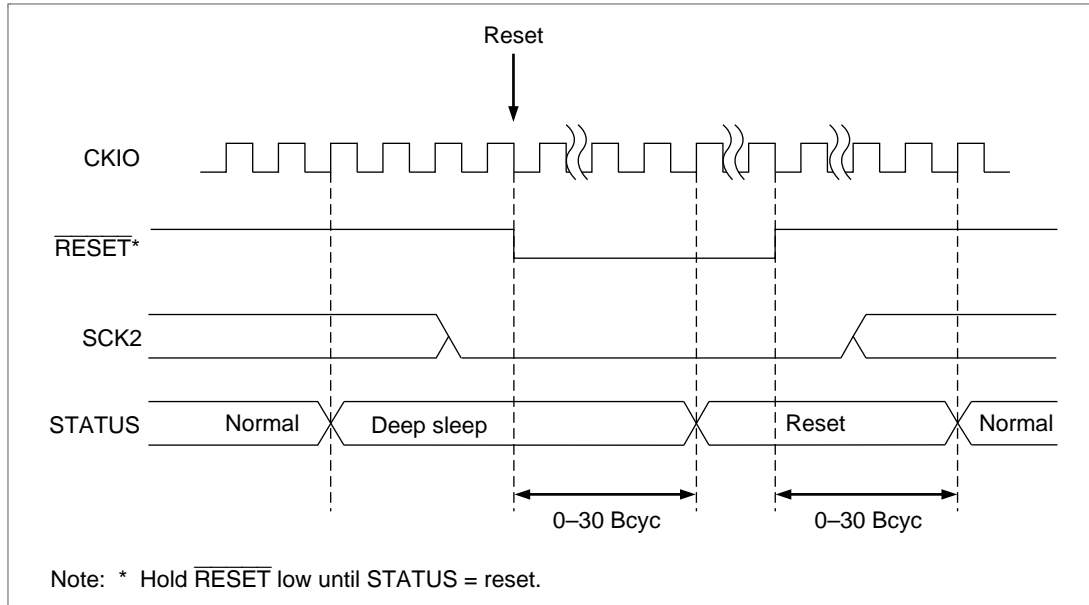 Reset
CKIO
RESET*
SCK2
STATUS
Normal
Deep sleep
Reset
Normal
0–30 Bcyc
0–30 Bcyc
Note: * Hold RESET low until STATUS = reset.